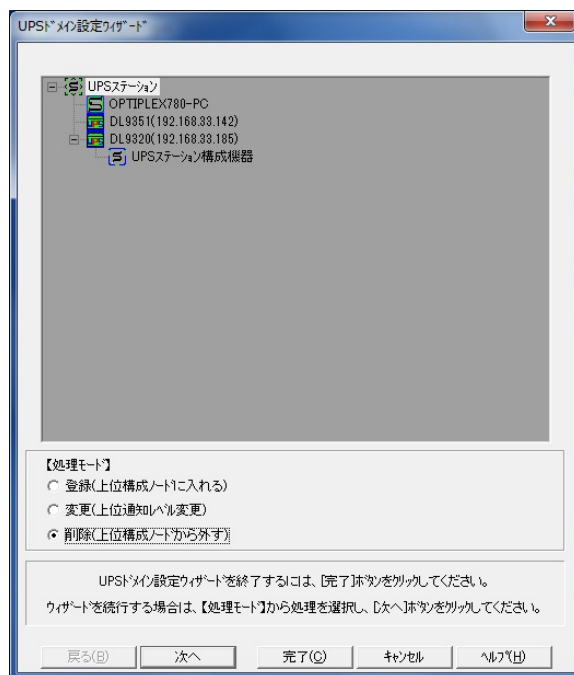 UPSﾄﾞﾒｲﾝ設定ｳｨｻﾞｰﾄﾞ
UPSｽﾃｰｼｮﾝ
OPTIPLEX780-PC
DL9351(192.168.33.142)
DL9320(192.168.33.185)
UPSｽﾃｰｼｮﾝ構成機器
【処理ﾓｰﾄﾞ】
登録(上位構成ﾉｰﾄﾞに入れる)
変更(上位通知ﾚﾍﾞﾙ変更)
削除(上位構成ﾉｰﾄﾞから外す)
UPSﾄﾞﾒｲﾝ設定ｳｨｻﾞｰﾄﾞを終了するには、[完了]ﾎﾞﾀﾝをｸﾘｯｸしてください。
ｳｨｻﾞｰﾄﾞを続行する場合は、【処理ﾓｰﾄﾞ】から処理を選択し、[次へ]ﾎﾞﾀﾝをｸﾘｯｸしてください。
戻る(B) 次へ 完了(C) ｷｬﾝｾﾙ ﾍﾙﾌﾟ(H)